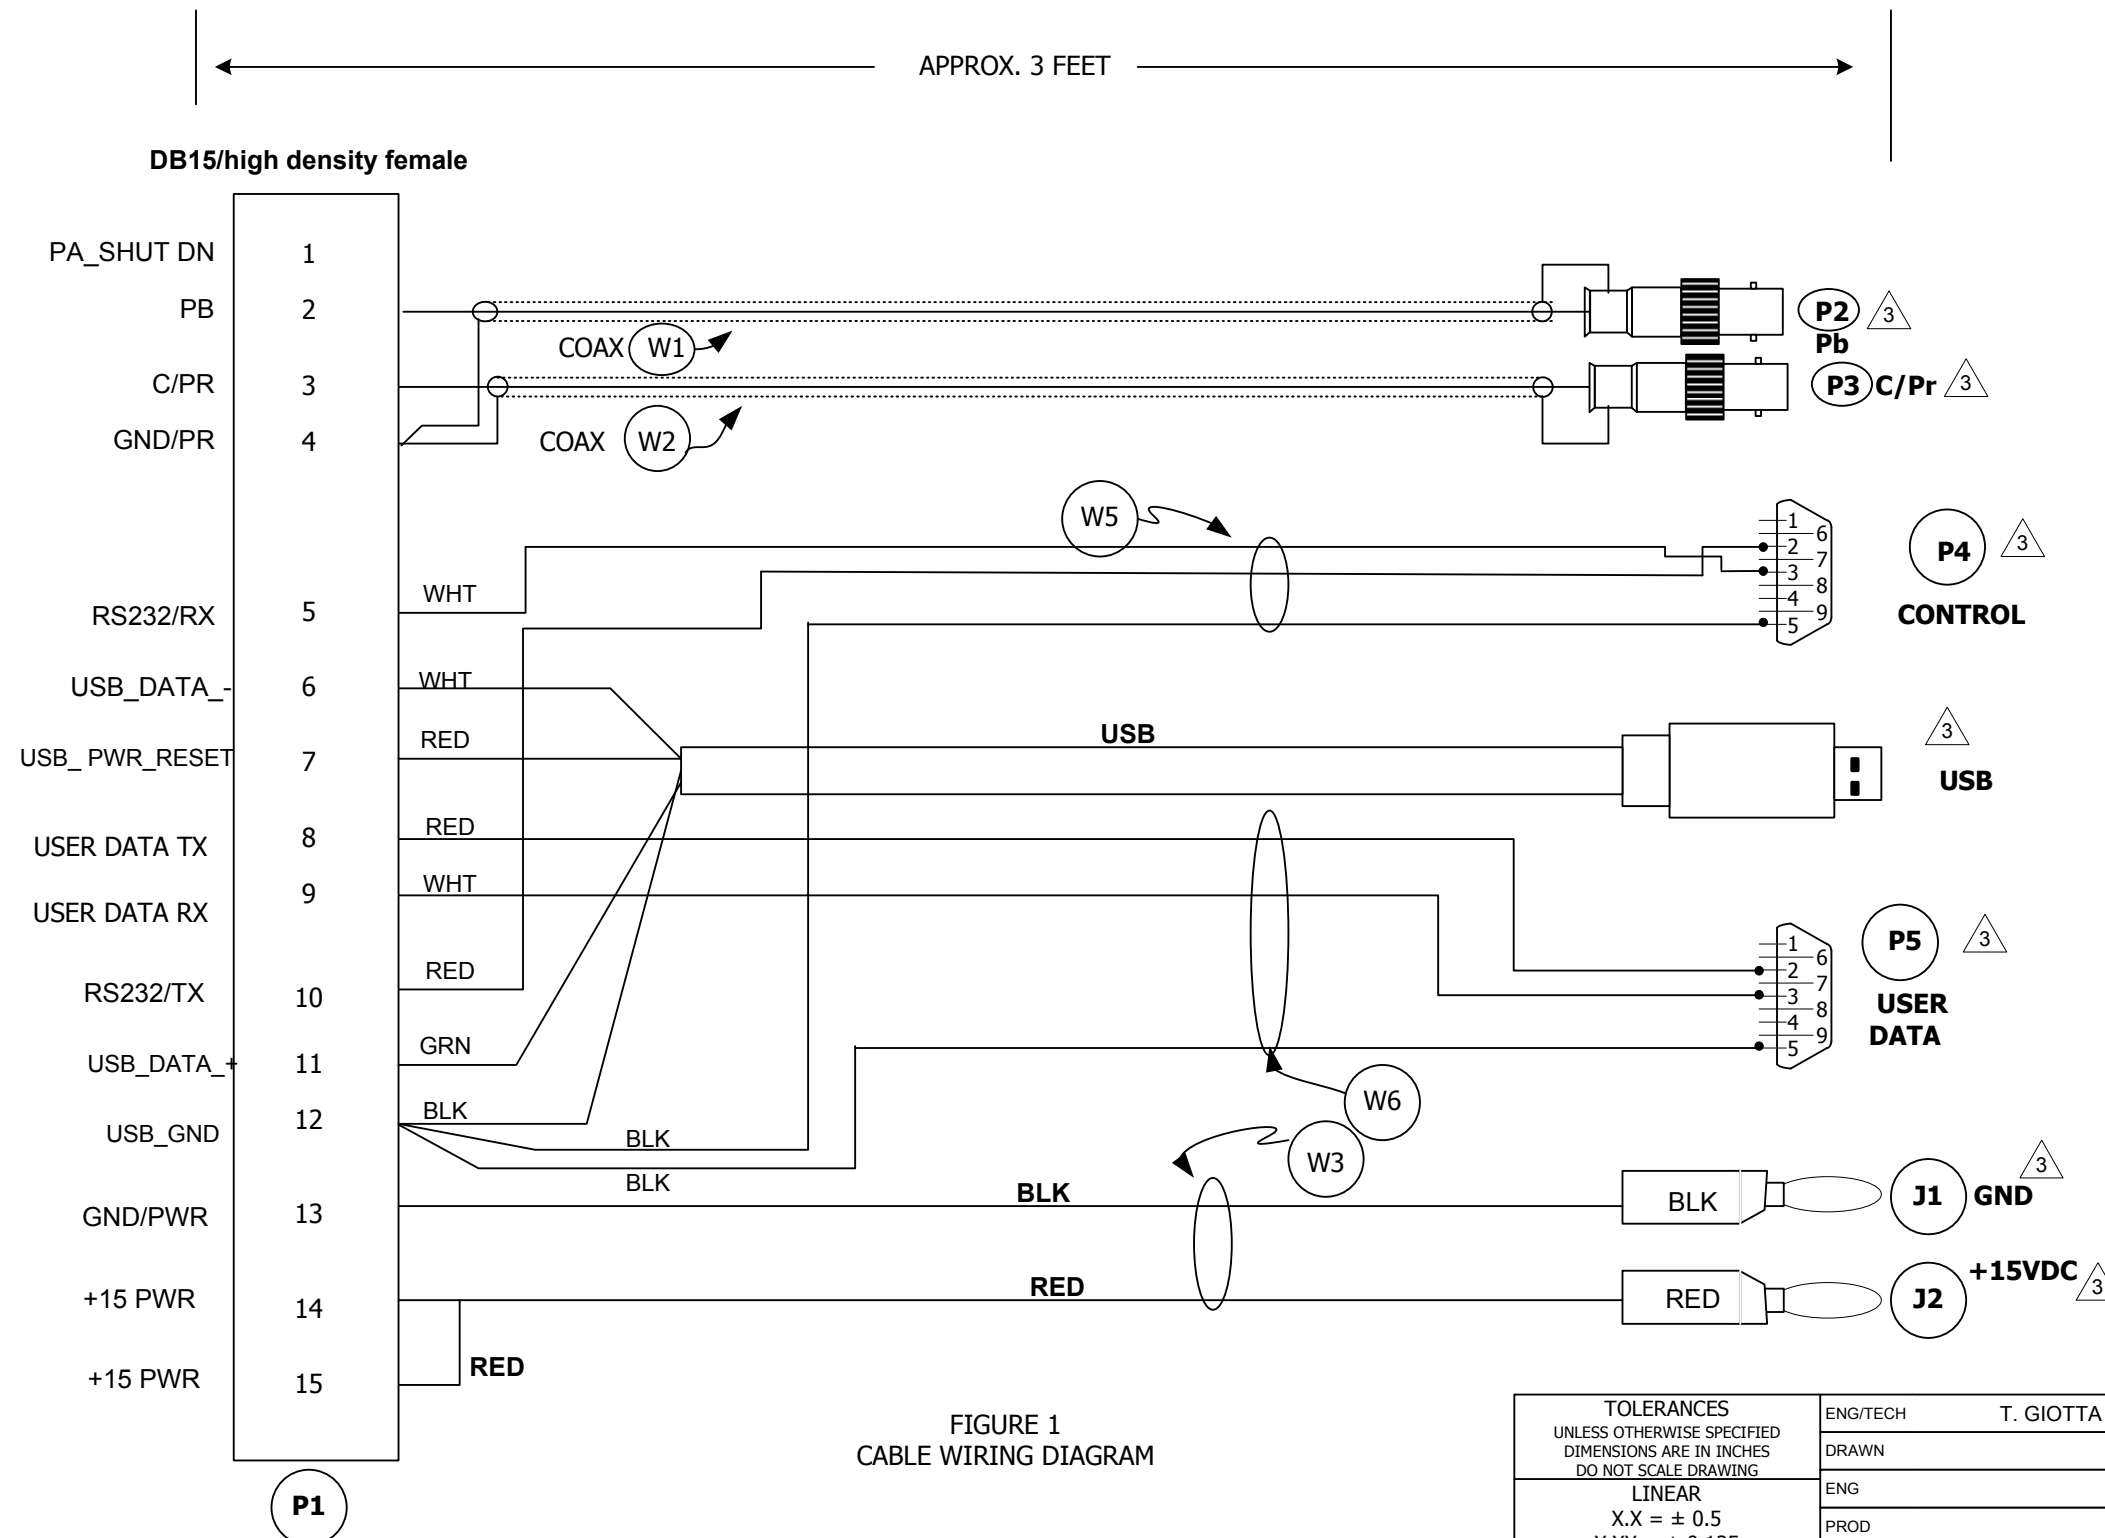 APPROX. 3 FEET
DB15/high density female
PA_SHUT DN 1
PB 2
C/PR 3
GND/PR 4
RS232/RX 5
USB_DATA_- 6
USB_ PWR_RESET 7
USER DATA TX 8
USER DATA RX 9
RS232/TX 10
USB_DATA_+ 11
USB_GND 12
GND/PWR 13
+15 PWR 14
+15 PWR 15
P1
COAX W1
COAX W2
P2 3
Pb
P3 C/Pr 3
W5
WHT
1
6
2
7
3
8
4
9
5
P4 3
CONTROL
WHT
RED
USB
3
USB
RED
WHT
RED
GRN
BLK
BLK
BLK
1
6
2
7
3
8
4
9
5
P5 3
USER
DATA
W6
W3
BLK
BLK
J1 GND 3
RED
RED
J2 +15VDC 3
RED
FIGURE 1
CABLE WIRING DIAGRAM
TOLERANCES
UNLESS OTHERWISE SPECIFIED
DIMENSIONS ARE IN INCHES
DO NOT SCALE DRAWING
LINEAR
X.X = ± 0.5
ENG/TECH T. GIOTTA
DRAWN
ENG
PROD